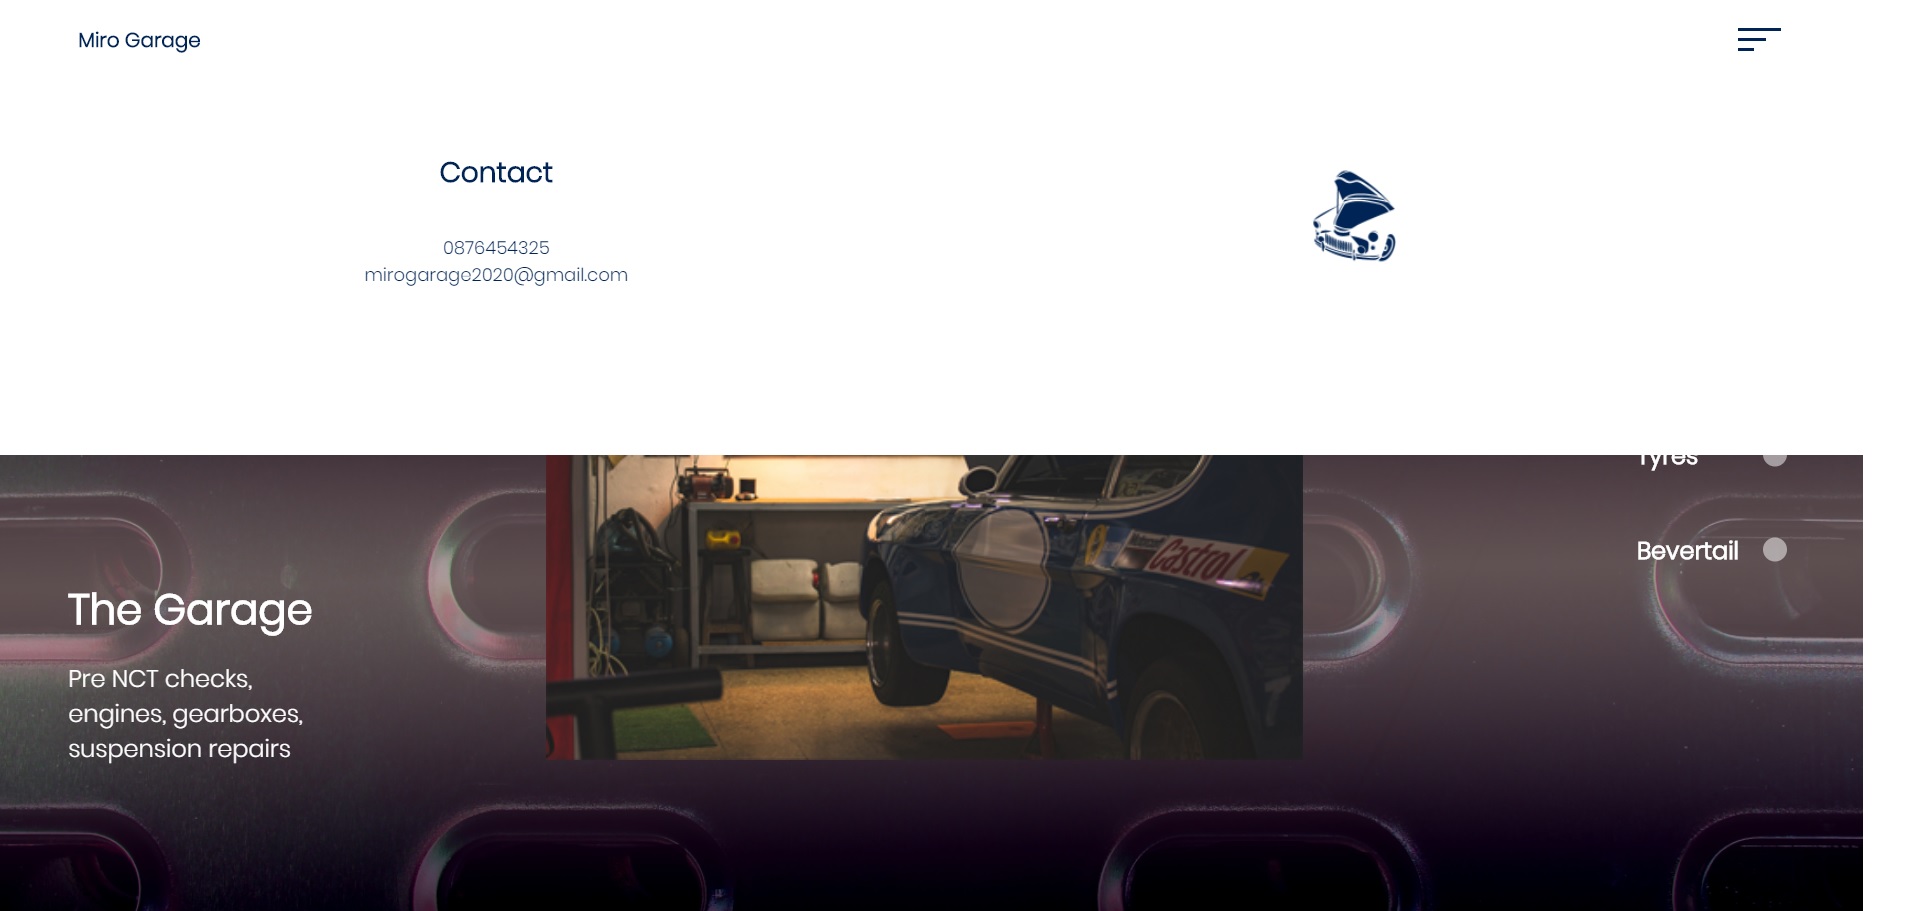 Miro Garage
Contact
0876454325
mirogarage2020@gmail.com
Tyres
Bevertail
Castrol
The Garage
Pre NCT checks,
engines, gearboxes,
suspension repairs